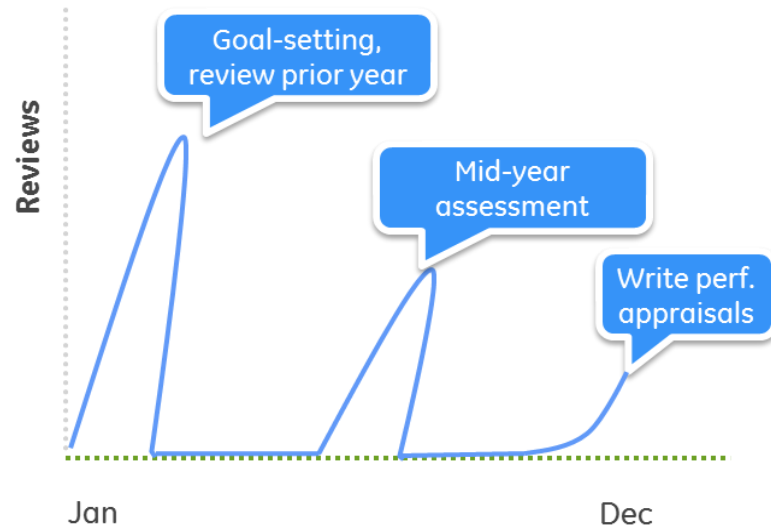 Goal-setting,
review prior year
Reviews
Mid-year
assessment
Write perf.
appraisals
Jan
Dec